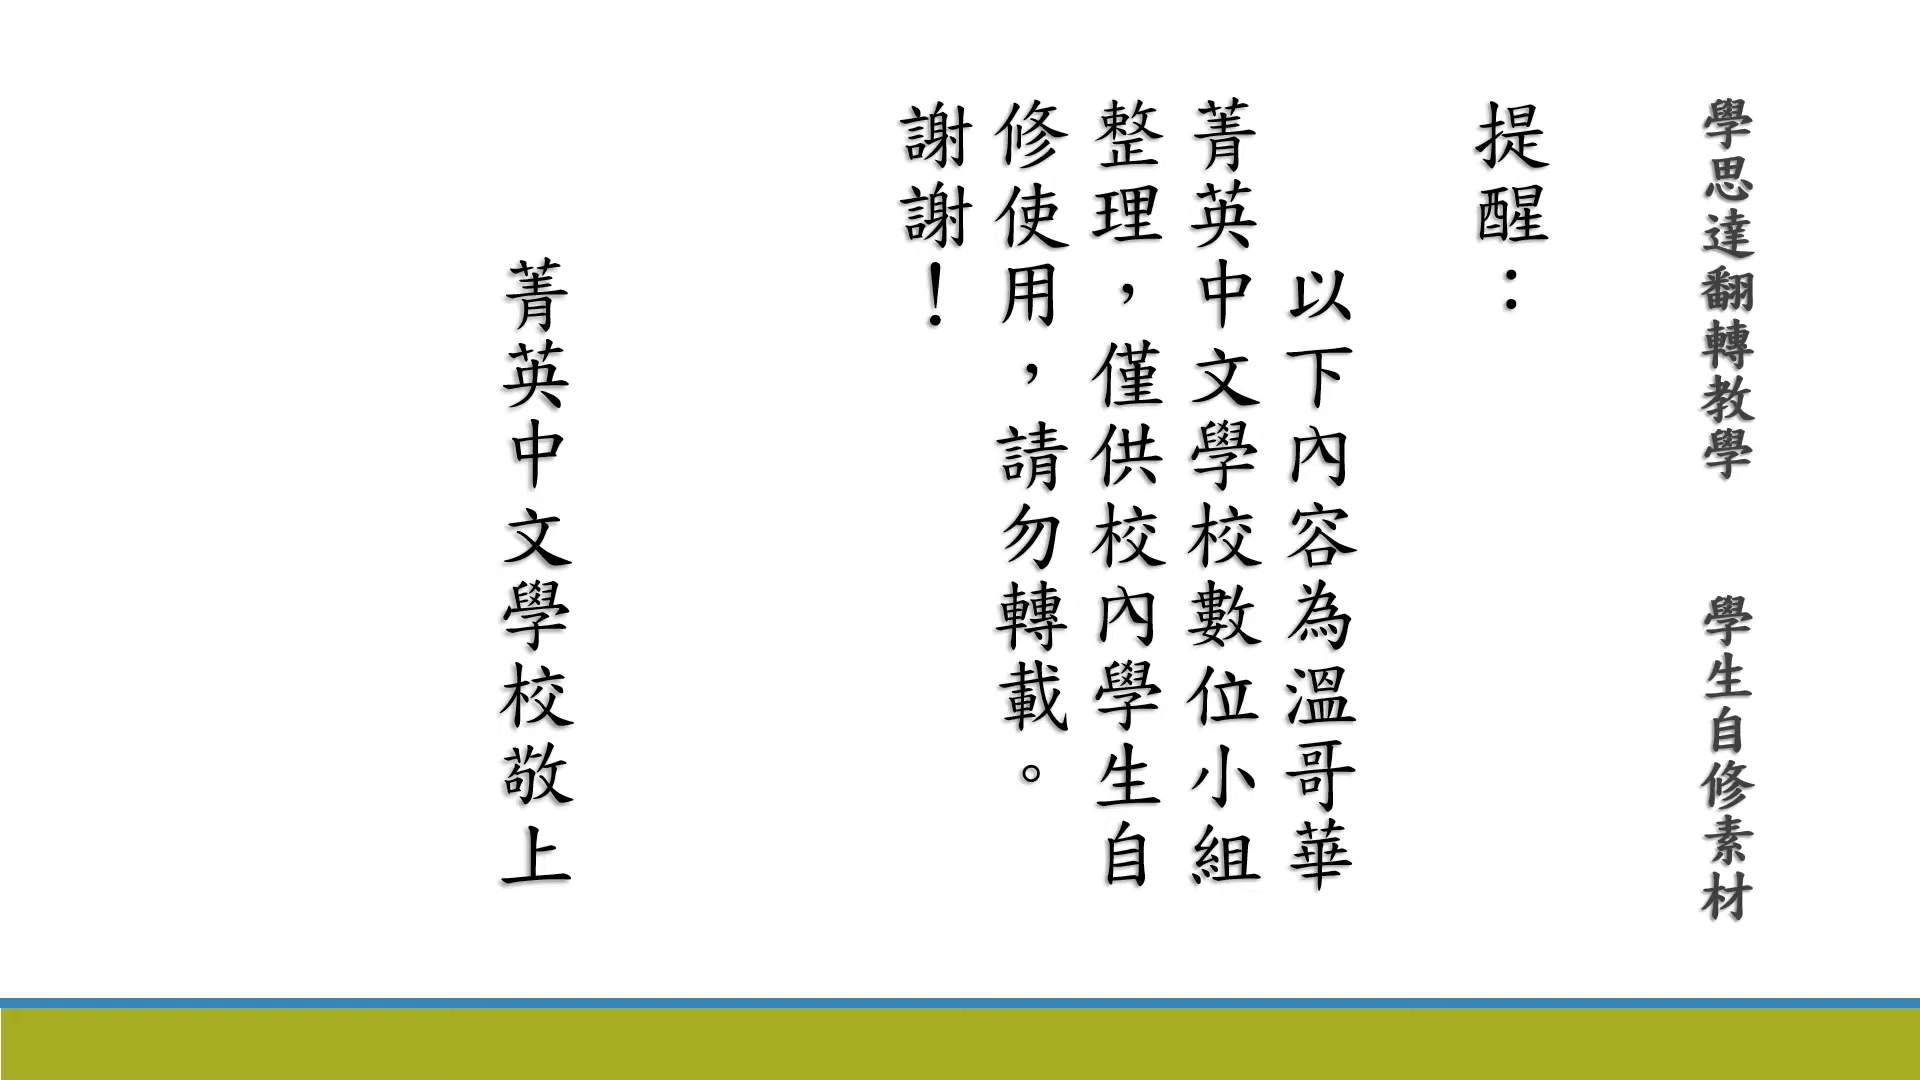 學思達翻轉教學　學生自修素材
提醒：
以下內容為溫哥華
菁英中文學校數位小組
整理，僅供校內學生自
修使用，請勿轉載。
謝謝！
菁英中文學校敬上